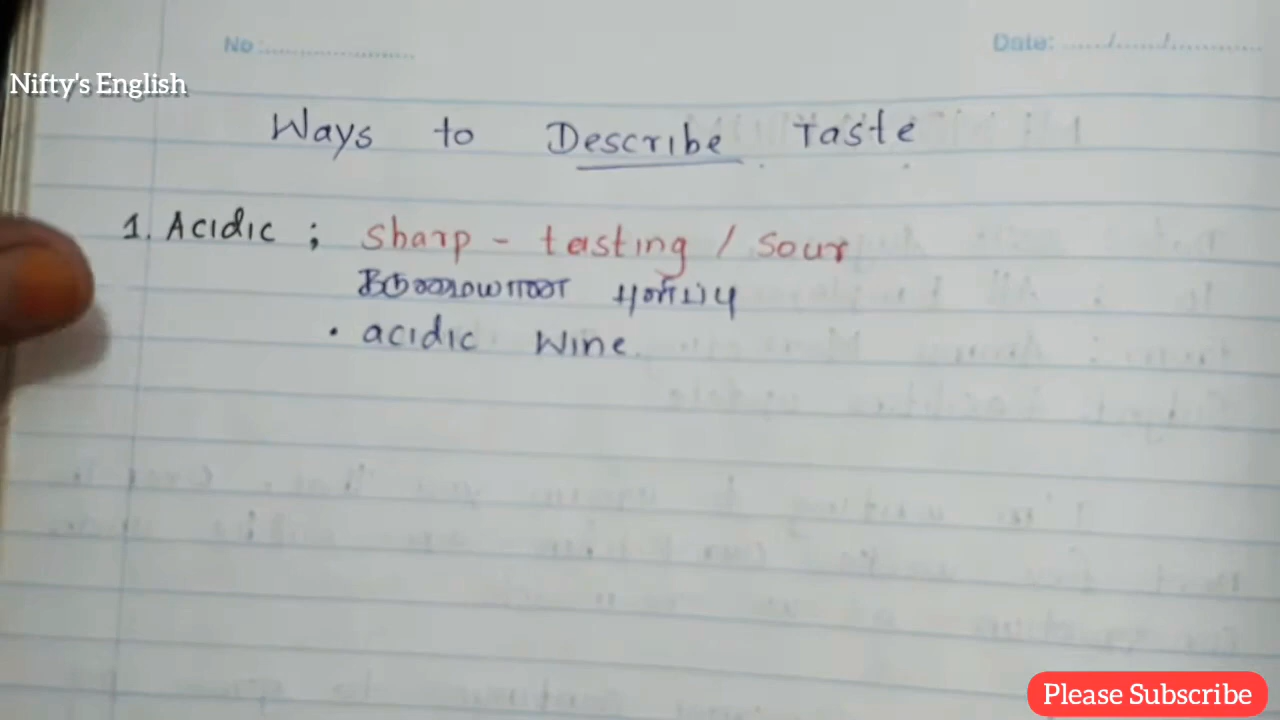 No:
Date: / /
Nifty's English
Ways to Describe Taste
1. Acidic ; Sharp - tasting / Sour
புளிப்பு
• acidic wine
Please Subscribe